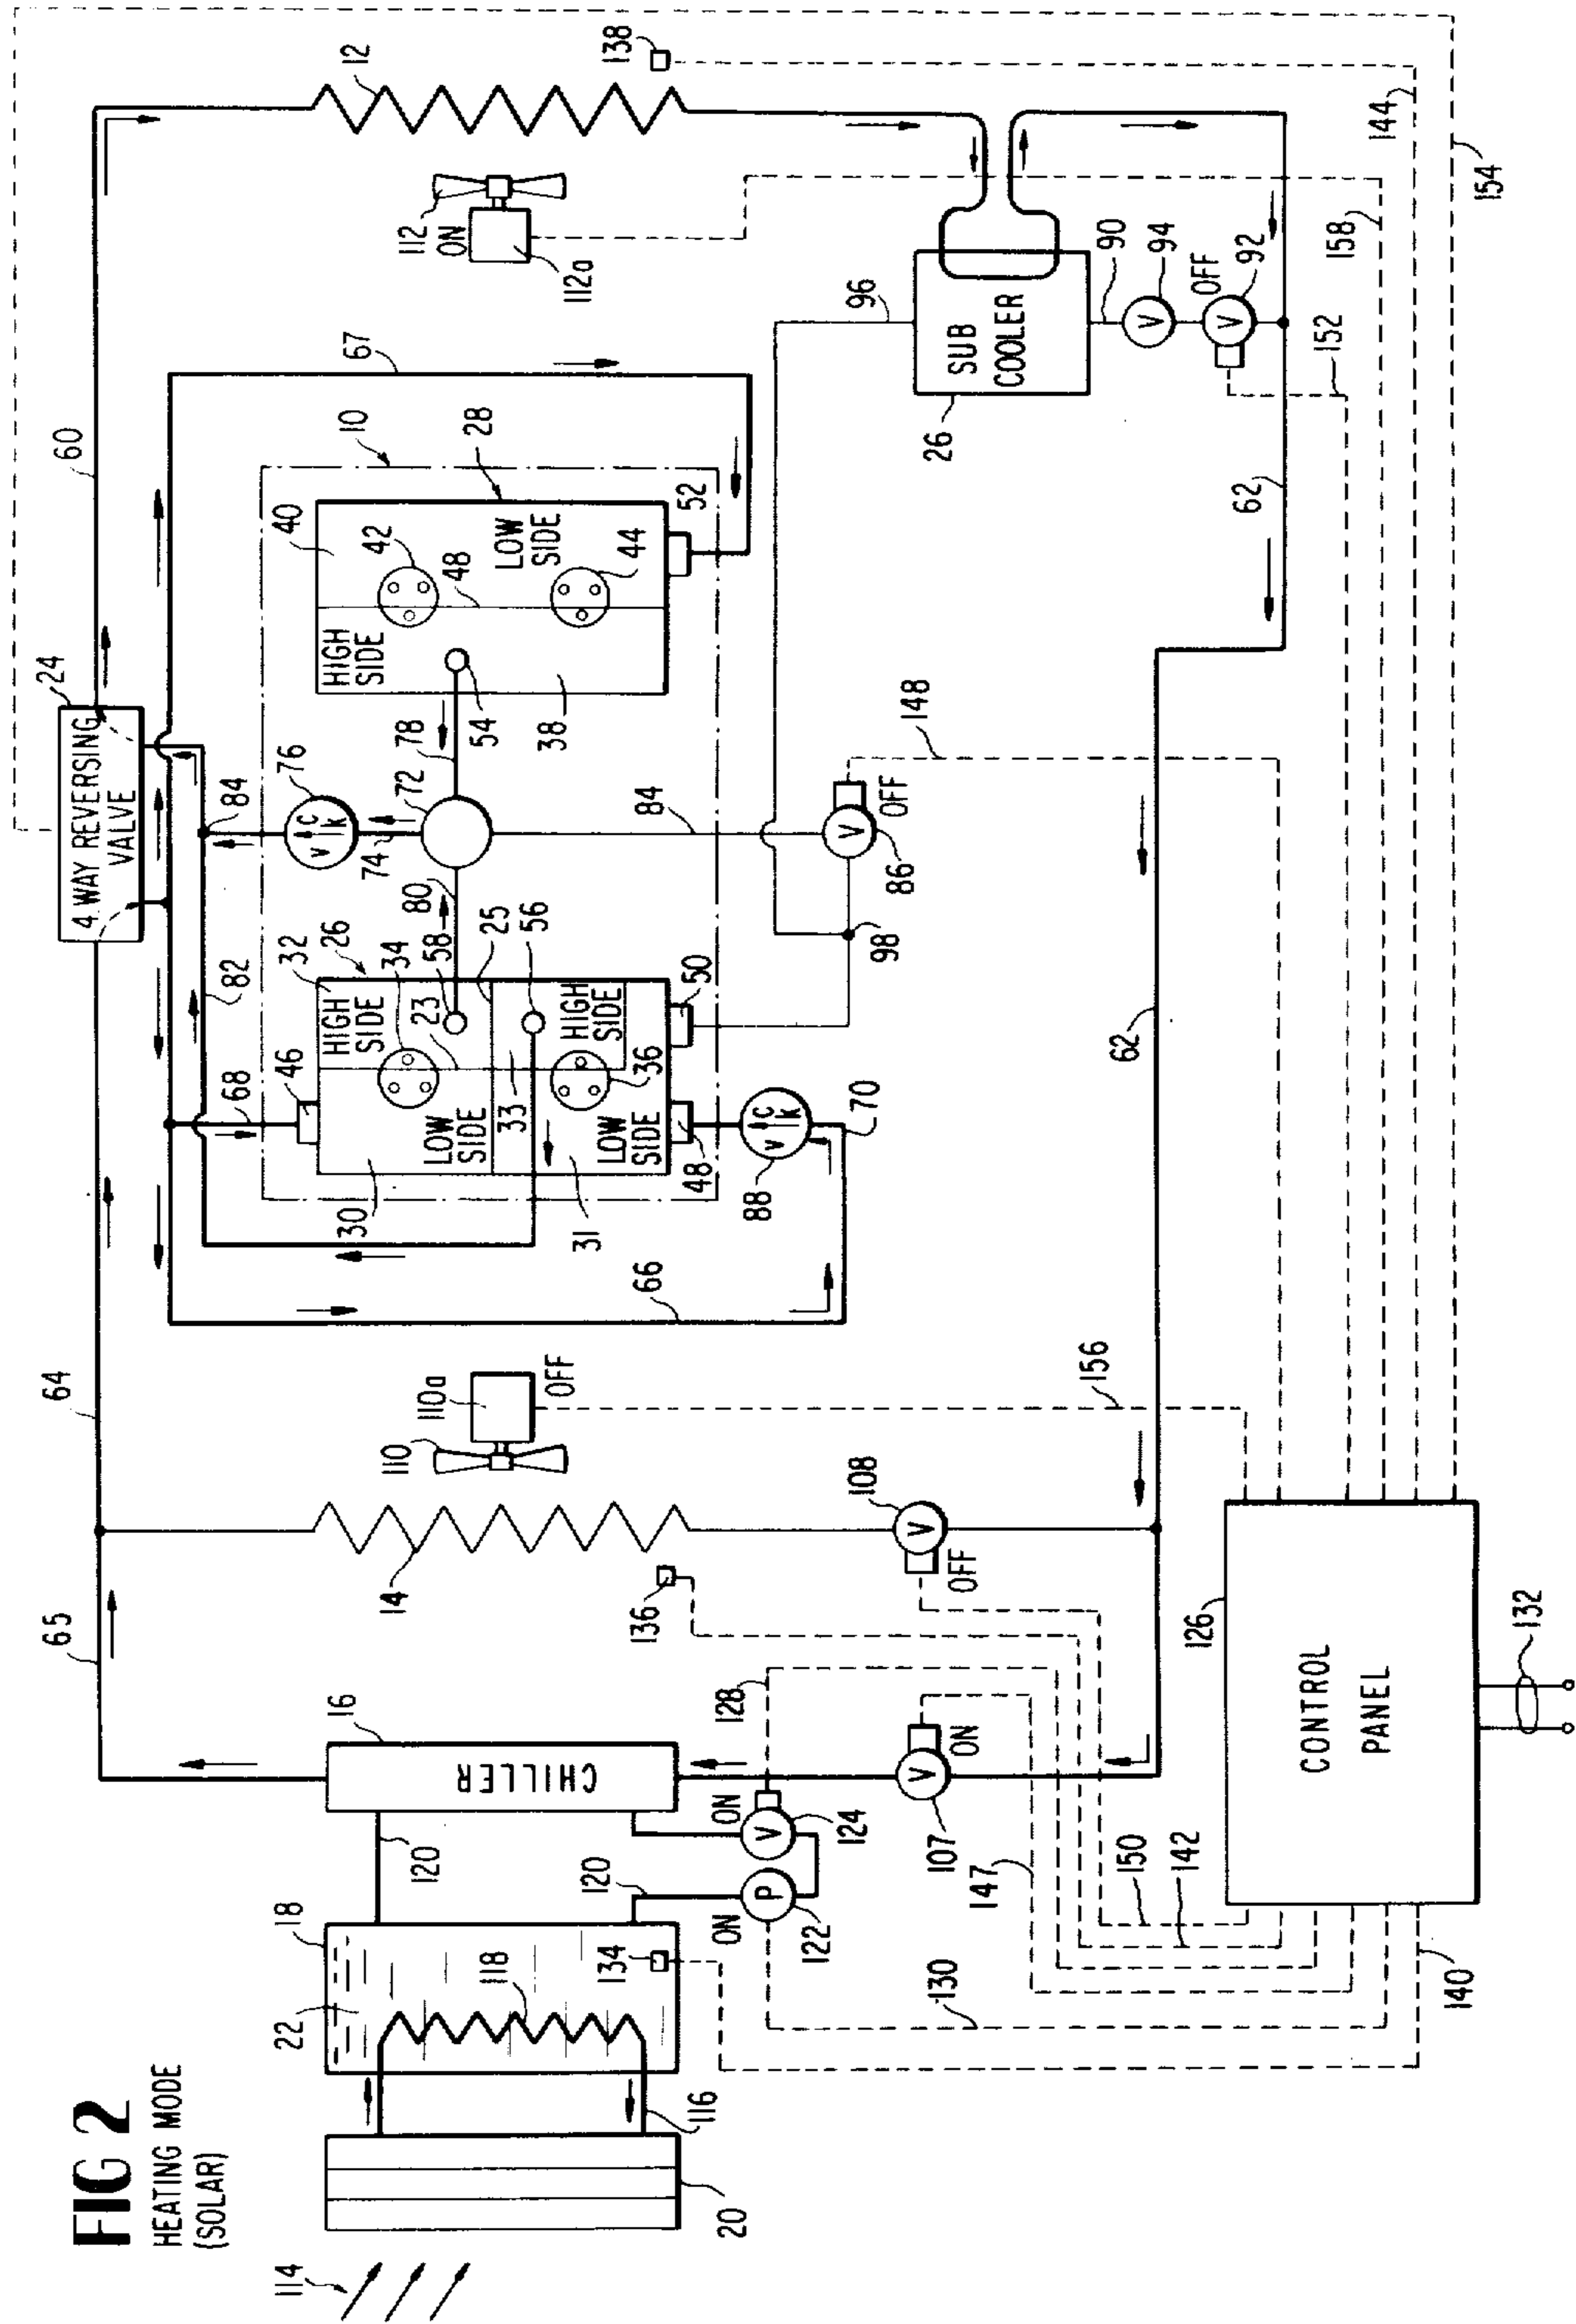 FIG 2
HEATING MODE
(SOLAR)
114
20
116
22
18
118
134
120
120
ON
P
122
ON
V
124
CHILLER
16
65
64
14
136
128
130
140
107
V
ON
147
142
150
108
V
OFF
110
110a
OFF
156
66
62
126
CONTROL
PANEL
132
24
4 WAY REVERSING
VALVE
60
82
84
68
46
67
10
26
32
HIGH
SIDE
34
23
58
LOW
SIDE
30
25
56
33
HIGH
SIDE
36
31
LOW
SIDE
48
50
88
v
c
k
70
76
v
c
k
74
72
78
80
84
54
HIGH
SIDE
38
40
42
48
28
LOW
SIDE
44
52
86
V
OFF
98
148
96
12
138
112
ON
112a
SUB
COOLER
26
90
V
94
V
OFF
92
152
62
158
144
154